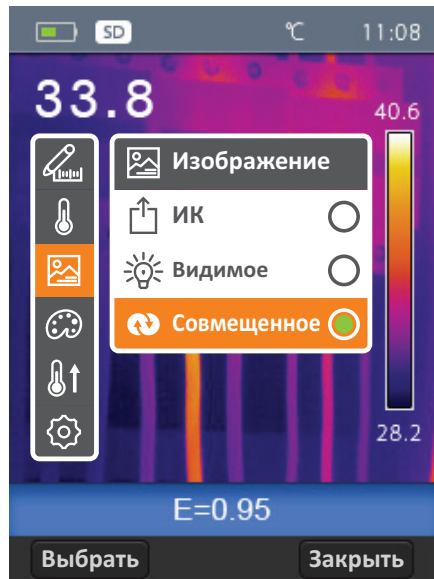 SD ℃ 11:08
33.8
40.6
Изображение
ИК
Видимое
Совмещенное
28.2
E=0.95
Выбрать Закрыть